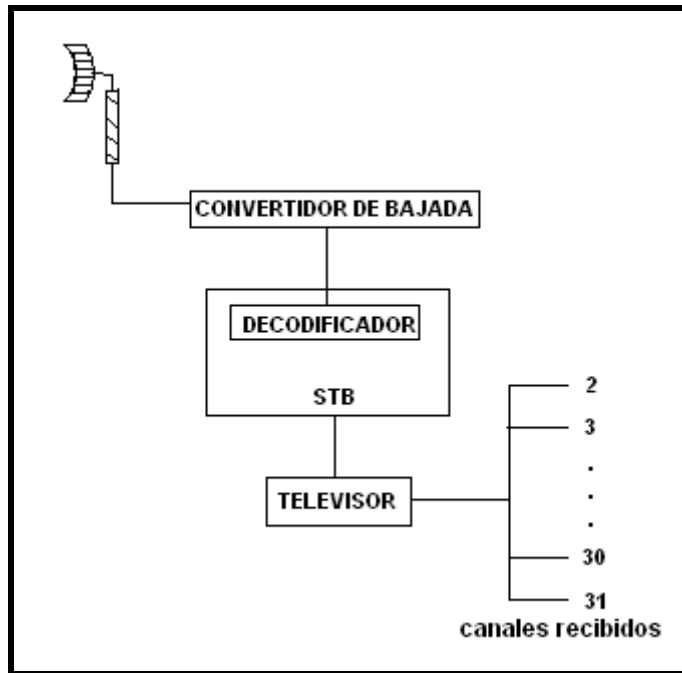 CONVERTIDOR DE BAJADA
DECODIFICADOR
STB
TELEVISOR
2
3
.
.
.
30
31
canales recibidos